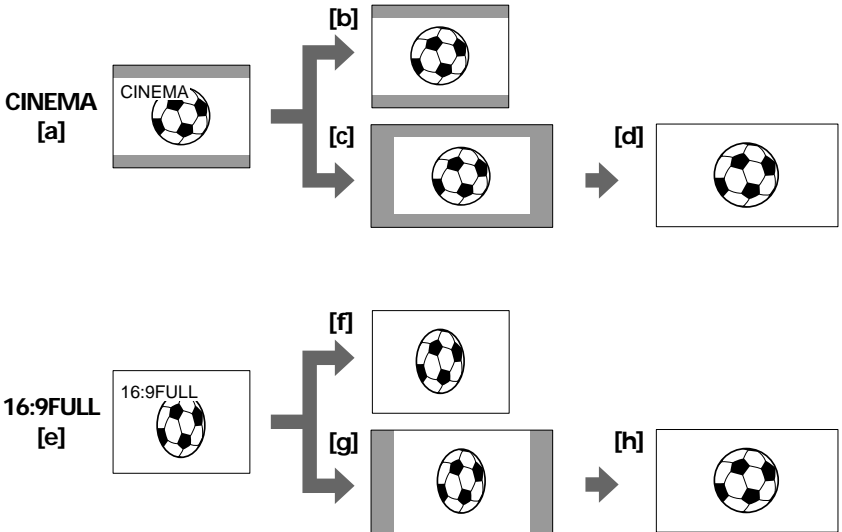 [b]
CINEMA
[a]
CINEMA
[c]
[d]
[f]
16:9FULL
[e]
16:9FULL
[g]
[h]